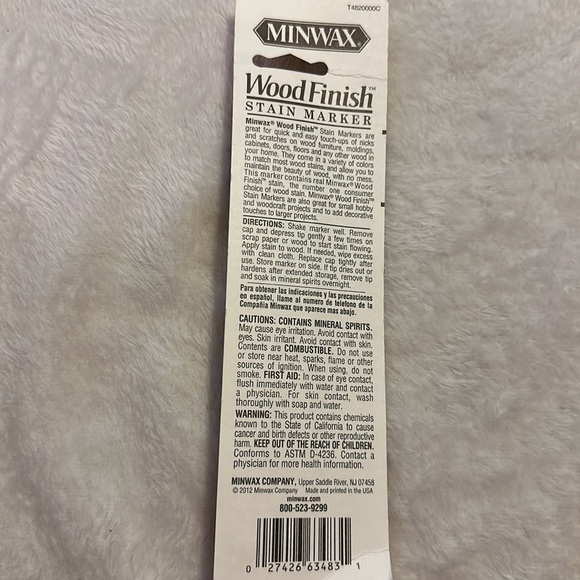 T4820000C
MINWAX®
Wood Finish™
STAIN MARKER
Minwax® Wood Finish™ Stain Markers are
great for quick and easy touch-ups of nicks
and scratches on wood furniture, moldings,
cabinets, doors, floors and any other wood in
your home. They come in a variety of colors
to match most wood stains, and allow you to
maintain the beauty of wood, with no mess.
This marker contains real Minwax® Wood
Finish™ stain, the number one consumer
choice of wood stain. Minwax® Wood Finish™
Stain Markers are also great for small hobby
and woodcraft projects and to add decorative
touches to larger projects.
DIRECTIONS: Shake marker well. Remove
cap and depress tip gently a few times on
scrap paper or wood to start stain flowing.
Apply stain to wood. If needed, wipe excess
with clean cloth. Replace cap tightly after
use. Store marker on side. If tip dries out or
hardens after extended storage, remove tip
and soak in mineral spirits overnight.
Para obtener las indicaciones y las precauciones
en español, llame al numero de telefono de la
Compañia Minwax que aparece mas abajo.
CAUTIONS: CONTAINS MINERAL SPIRITS.
May cause eye irritation. Avoid contact with
eyes. Skin irritant. Avoid contact with skin.
Contents are COMBUSTIBLE. Do not use
or store near heat, sparks, flame or other
sources of ignition. When using, do not
smoke. FIRST AID: In case of eye contact,
flush immediately with water and contact
a physician. For skin contact, wash
thoroughly with soap and water.
WARNING: This product contains chemicals
known to the State of California to cause
cancer and birth defects or other reproductive
harm. KEEP OUT OF THE REACH OF CHILDREN.
Conforms to ASTM D-4236. Contact a
physician for more health information.
MINWAX COMPANY, Upper Saddle River, NJ 07458
© 2012 Minwax Company Made and printed in the USA
minwax.com
800-523-9299
0 27426 63483 1